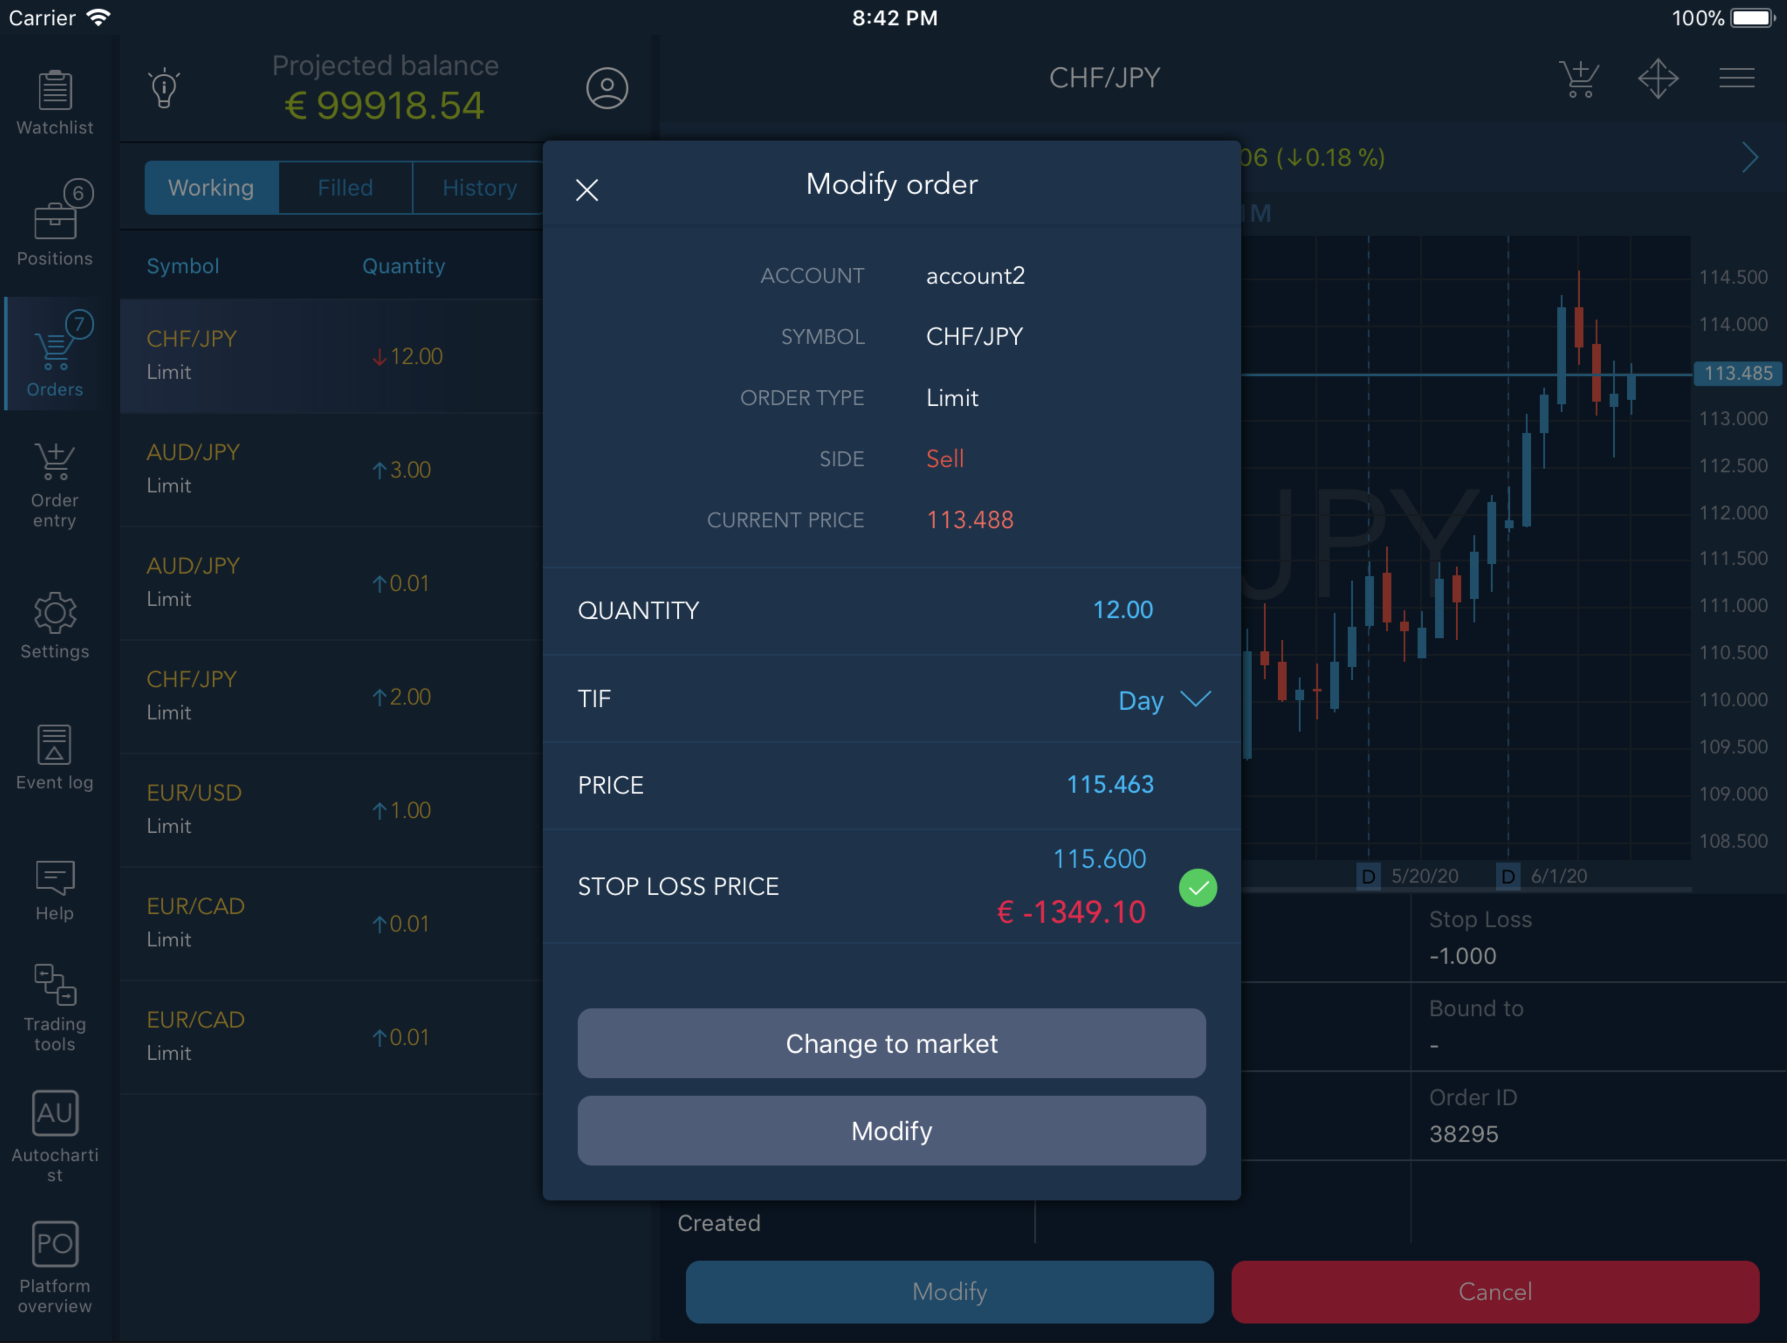 Carrier
8:42 PM
100%
Watchlist
6
Positions
7
Orders
Order
entry
Settings
Event log
Help
Trading
tools
AU
Autocharti
st
PO
Platform
overview
Projected balance
€ 99918.54
Working
Filled
History
Symbol
Quantity
CHF/JPY
Limit
↓12.00
AUD/JPY
Limit
↑3.00
AUD/JPY
Limit
↑0.01
CHF/JPY
Limit
↑2.00
EUR/USD
Limit
↑1.00
EUR/CAD
Limit
↑0.01
EUR/CAD
Limit
↑0.01
Modify order
ACCOUNT account2
SYMBOL CHF/JPY
ORDER TYPE Limit
SIDE Sell
CURRENT PRICE 113.488
QUANTITY 12.00
TIF Day
PRICE 115.463
STOP LOSS PRICE
115.600
€ -1349.10
Change to market
Modify
CHF/JPY
06 (↓0.18 %)
1M
JPY
114.500
114.000
113.485
113.000
112.500
112.000
111.500
111.000
110.500
110.000
109.500
109.000
108.500
D 5/20/20 D 6/1/20
Stop Loss
-1.000
Bound to
-
Order ID
38295
Created
Modify
Cancel